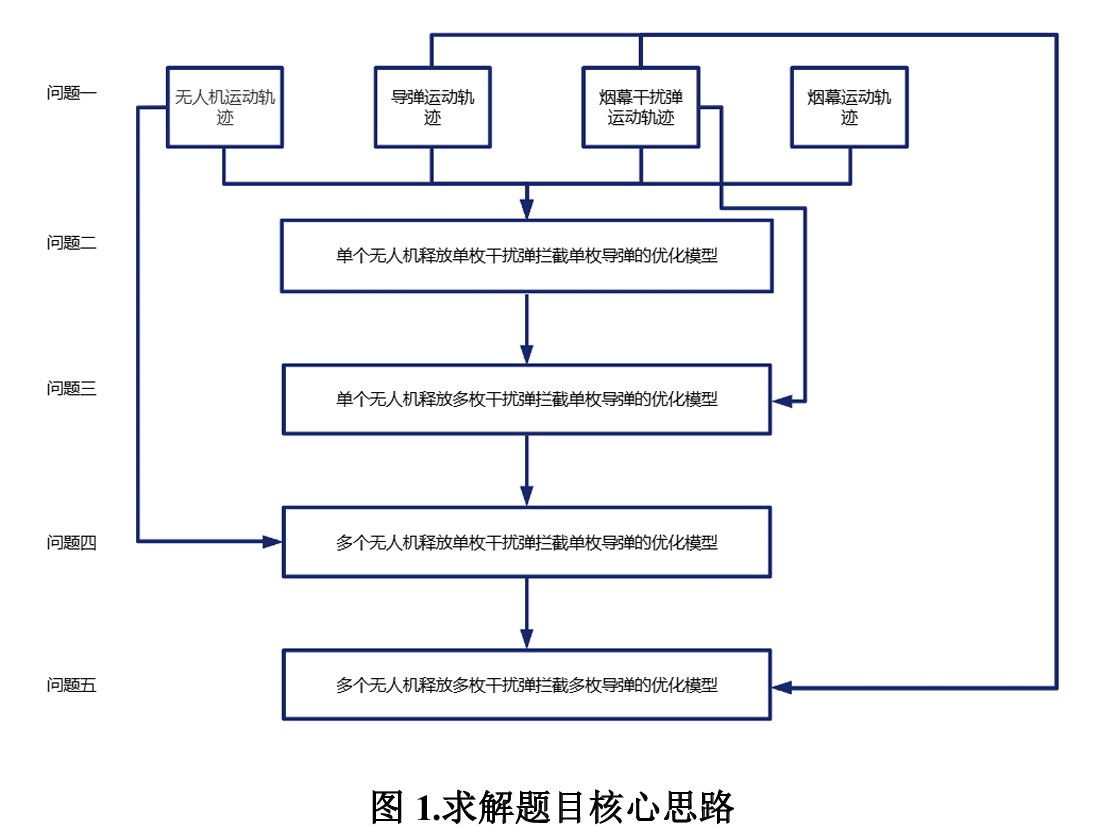 问题一
无人机运动轨
迹
导弹运动轨
迹
烟幕干扰弹
运动轨迹
烟幕运动轨
迹
问题二
单个无人机释放单枚干扰弹拦截单枚导弹的优化模型
问题三
单个无人机释放多枚干扰弹拦截单枚导弹的优化模型
问题四
多个无人机释放单枚干扰弹拦截单枚导弹的优化模型
问题五
多个无人机释放多枚干扰弹拦截多枚导弹的优化模型
图 1.求解题目核心思路